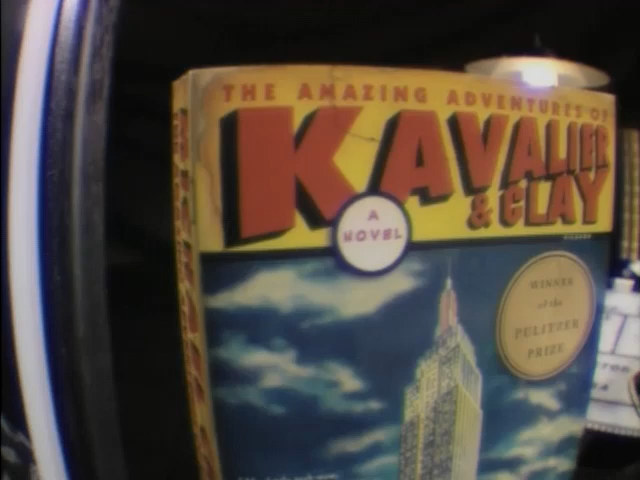 THE AMAZING ADVENTURES OF
KAVALIER
& CLAY
A
NOVEL
WINNER
of the
PULITZER
PRIZE